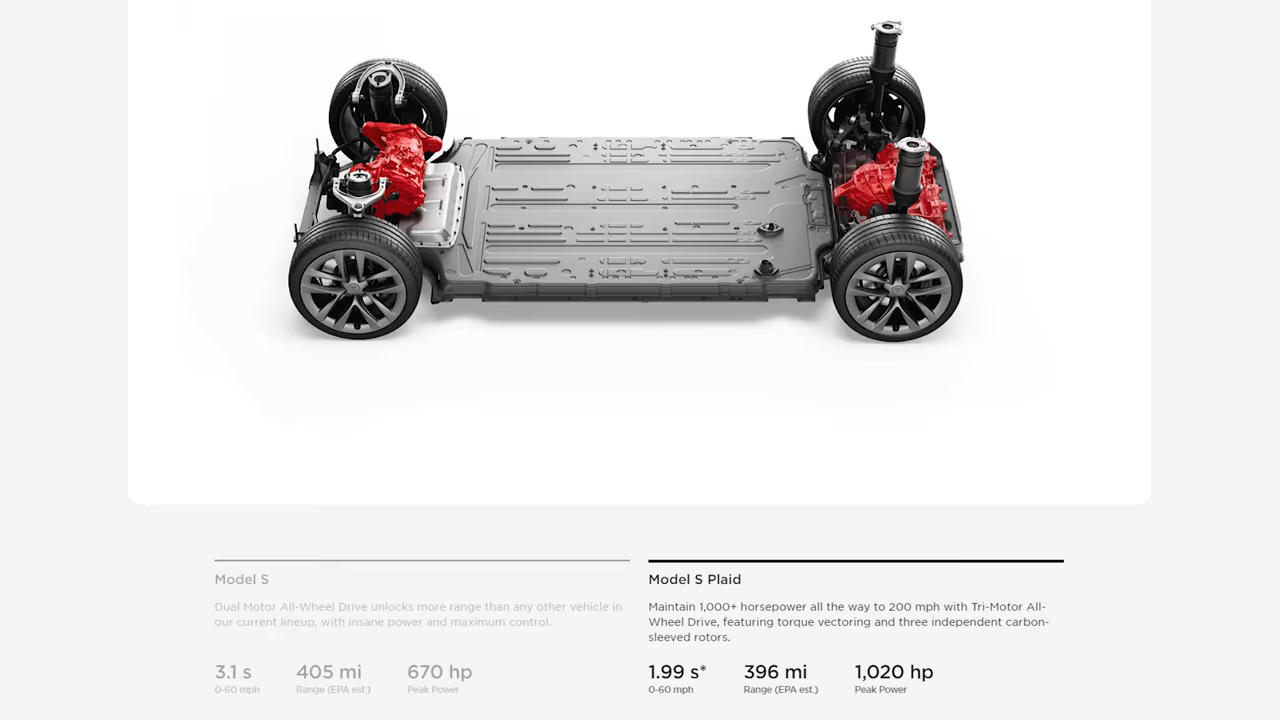 Model S
Dual Motor All-Wheel Drive unlocks more range than any other vehicle in
our current lineup, with insane power and maximum control.
3.1 s
0-60 mph
405 mi
Range (EPA est.)
670 hp
Peak Power
Model S Plaid
Maintain 1,000+ horsepower all the way to 200 mph with Tri-Motor All-
Wheel Drive, featuring torque vectoring and three independent carbon-
sleeved rotors.
1.99 s*
0-60 mph
396 mi
Range (EPA est.)
1,020 hp
Peak Power